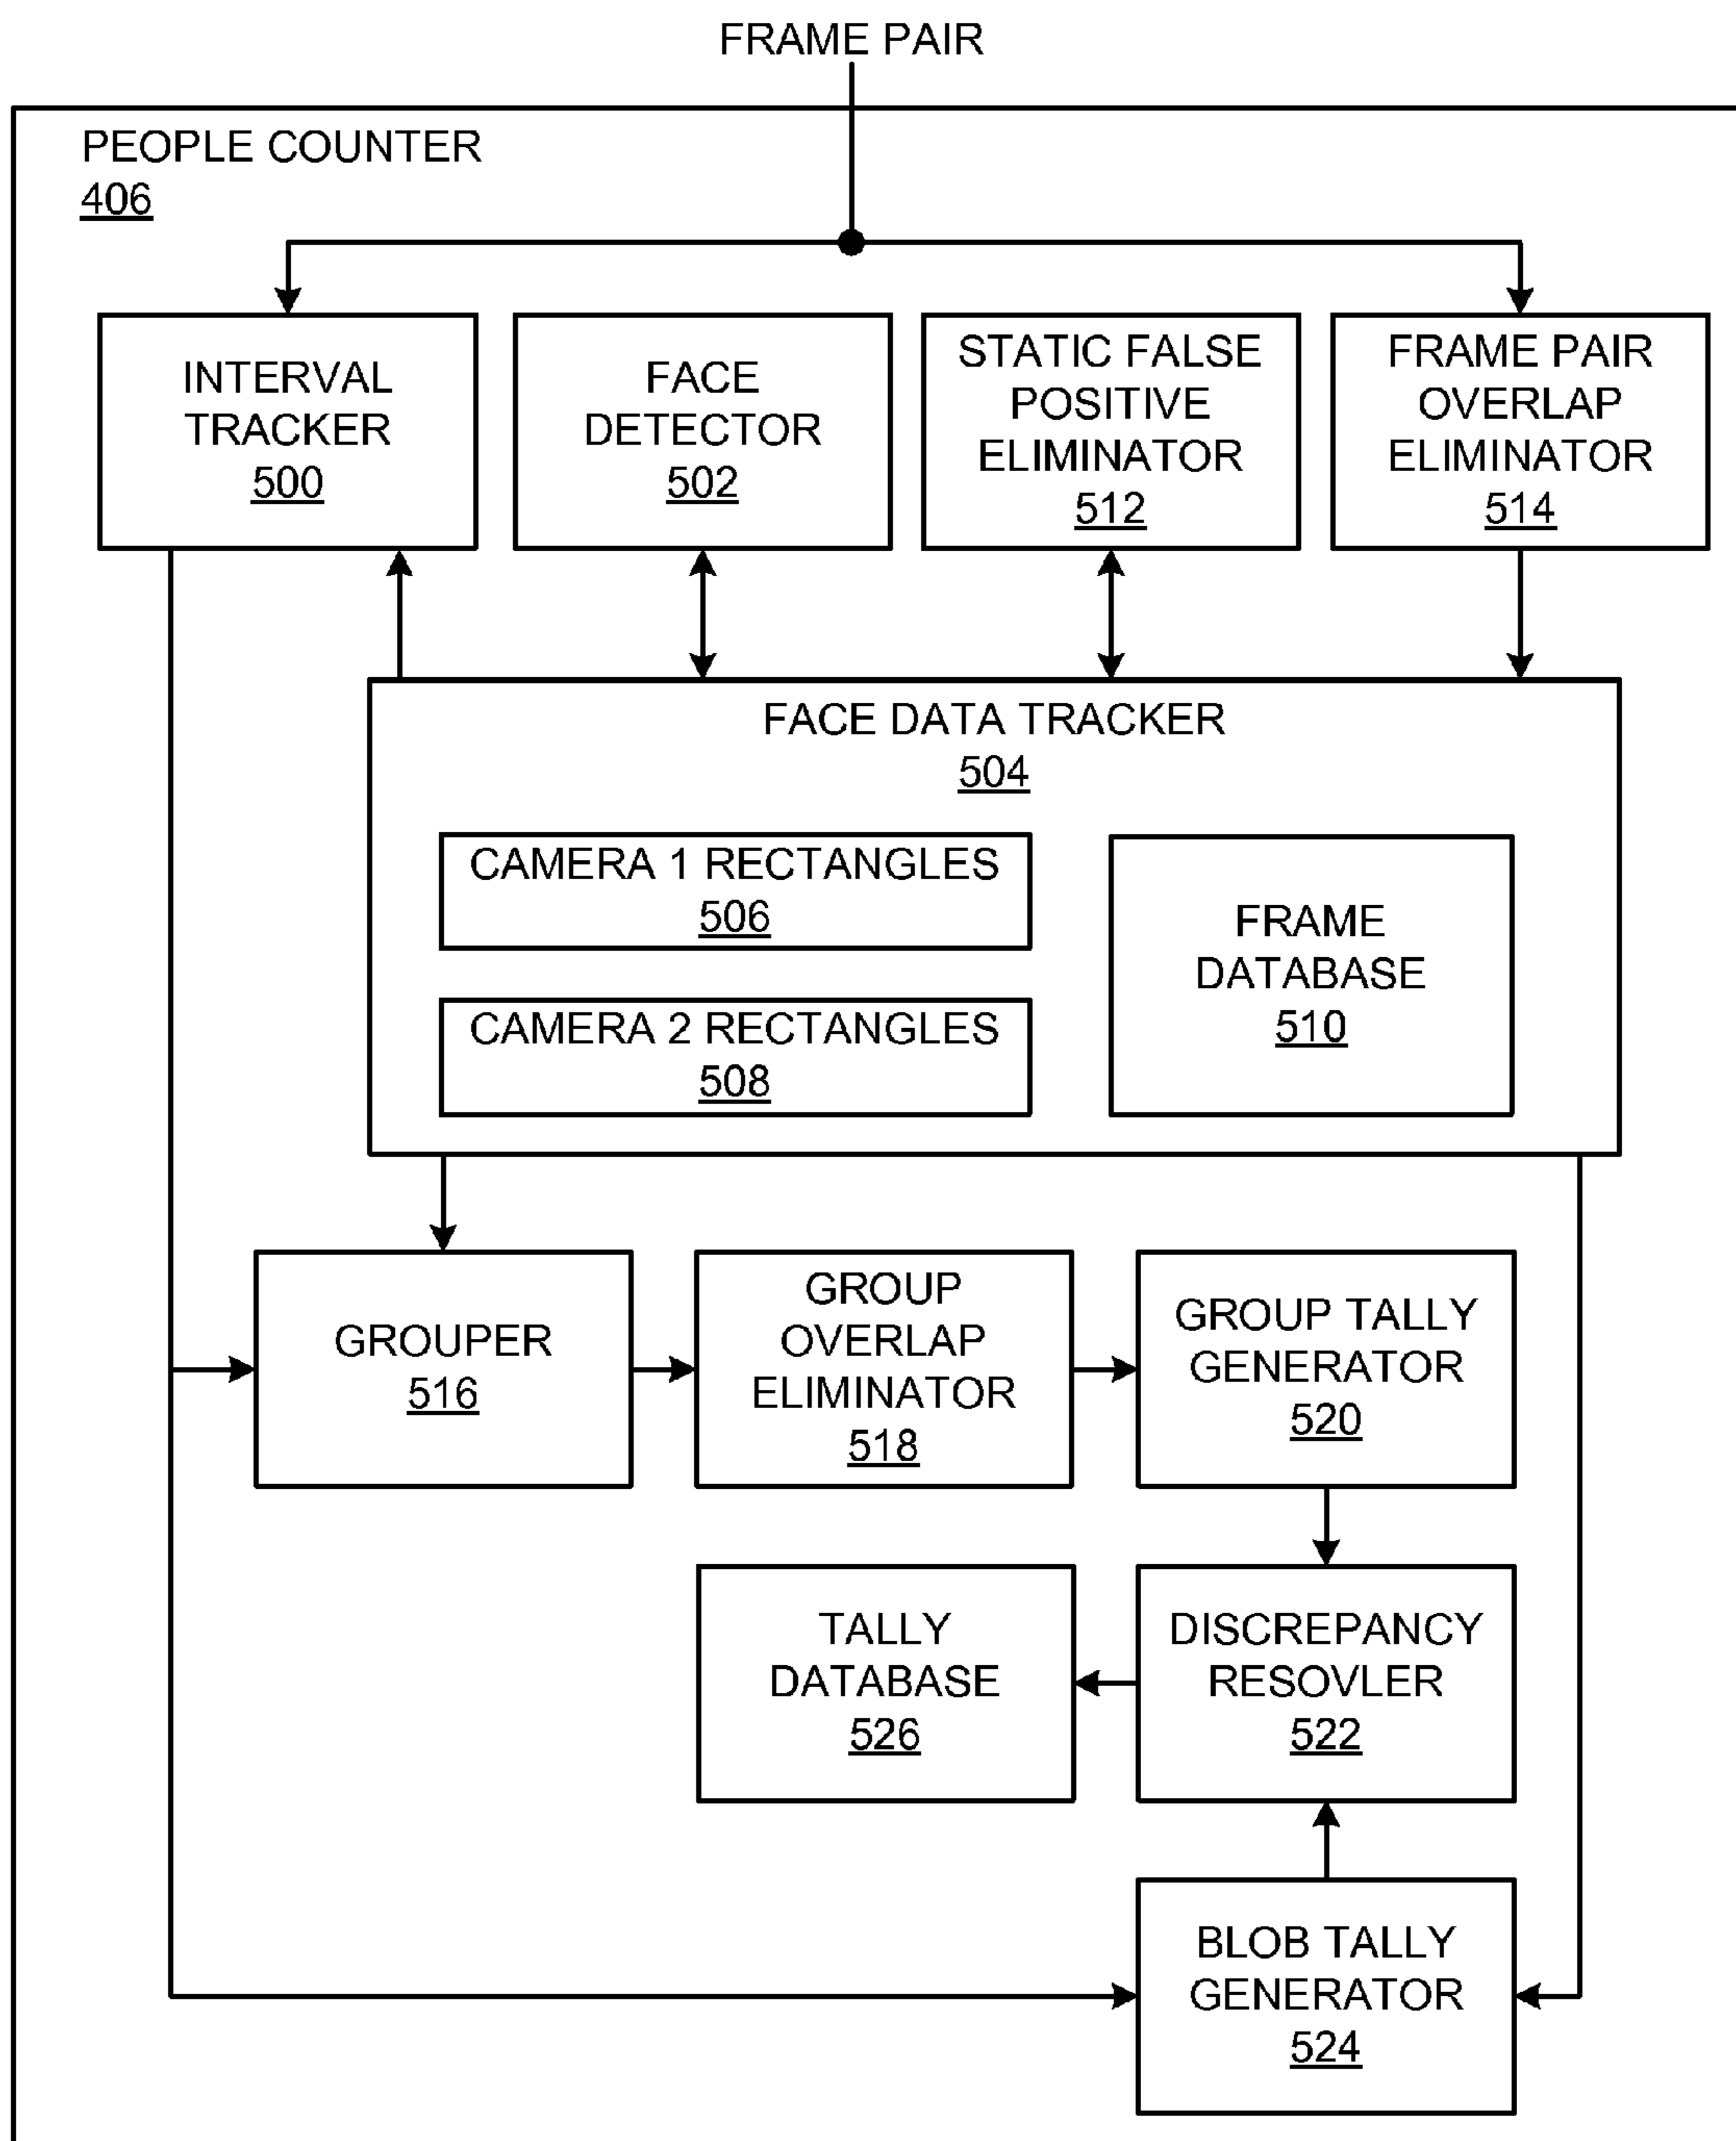 FRAME PAIR
PEOPLE COUNTER
406
INTERVAL
TRACKER
500
FACE
DETECTOR
502
STATIC FALSE
POSITIVE
ELIMINATOR
512
FRAME PAIR
OVERLAP
ELIMINATOR
514
FACE DATA TRACKER
504
CAMERA 1 RECTANGLES
506
CAMERA 2 RECTANGLES
508
FRAME
DATABASE
510
GROUPER
516
GROUP
OVERLAP
ELIMINATOR
518
GROUP TALLY
GENERATOR
520
TALLY
DATABASE
526
DISCREPANCY
RESOVLER
522
BLOB TALLY
GENERATOR
524